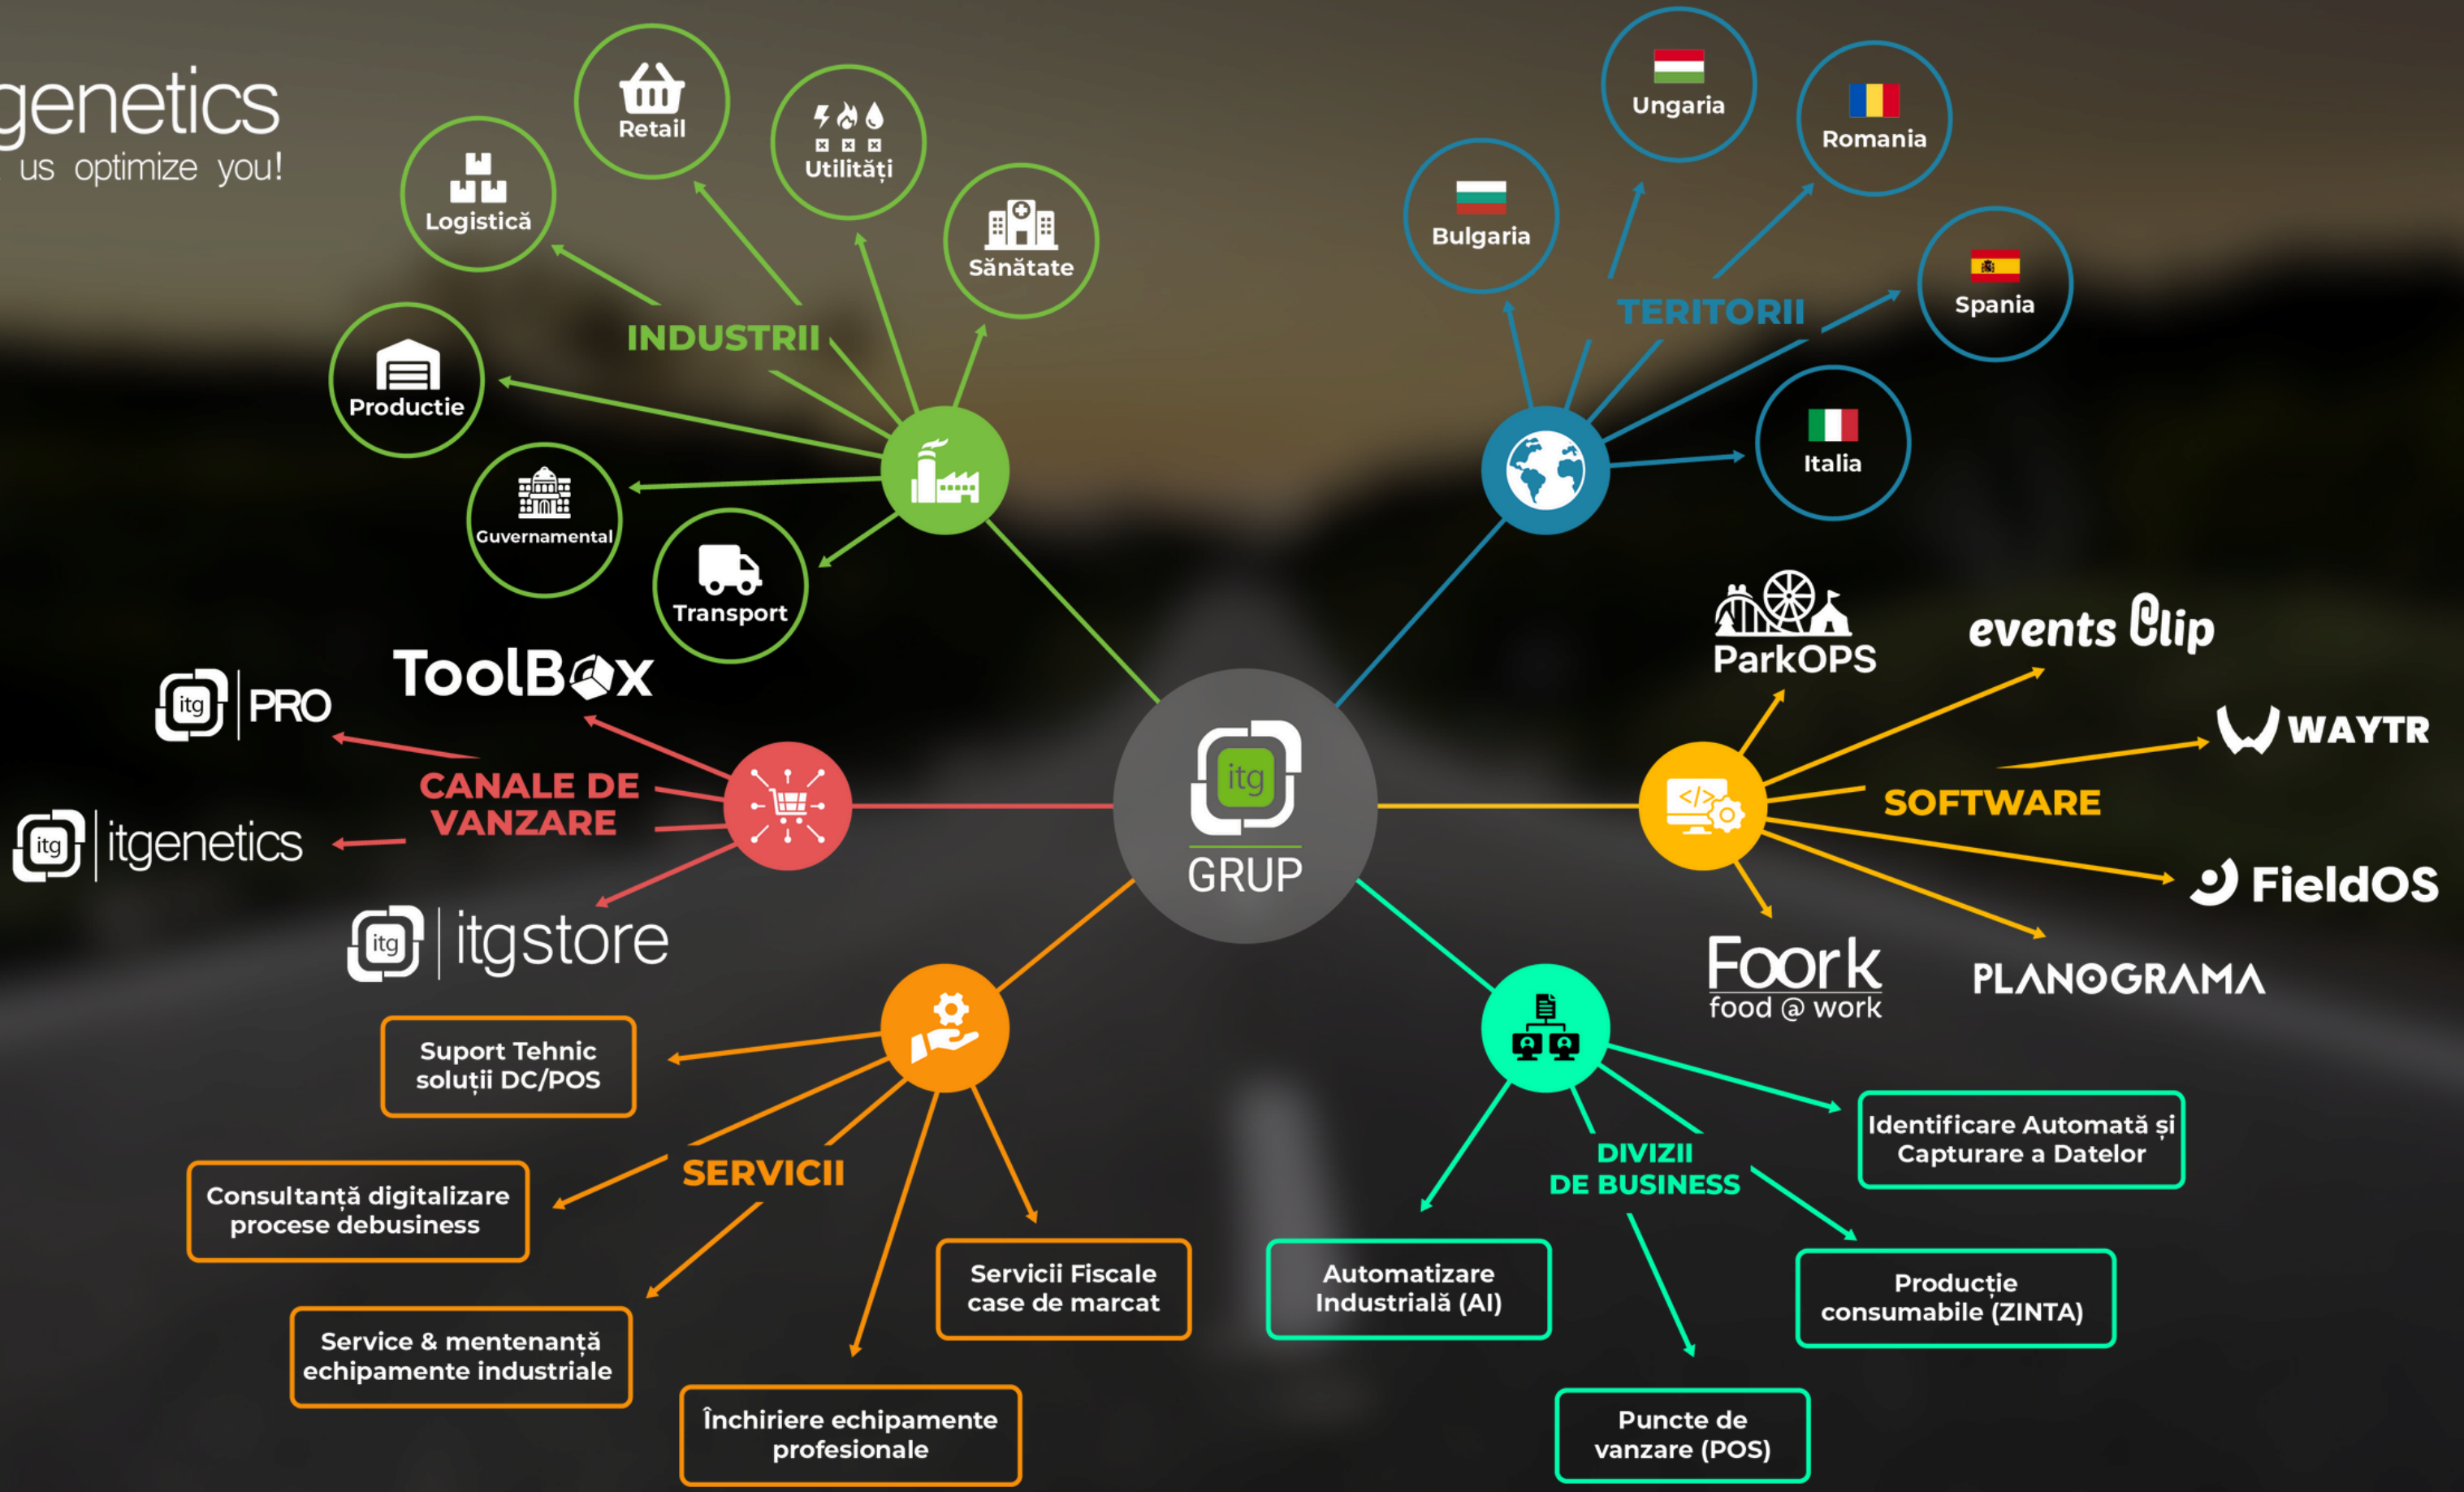 genetics
us optimize you!
Retail
Utilități
Logistică
Sănătate
INDUSTRII
Productie
Guvernamental
Transport
Ungaria
Romania
Bulgaria
Spania
TERITORII
Italia
ToolBox
itg PRO
CANALE DE
VANZARE
itg itgenetics
itg itgstore
itg
GRUP
ParkOPS
events Clip
WAYTR
SOFTWARE
FieldOS
PLANOGRAMA
Foork
food @ work
Suport Tehnic
soluții DC/POS
SERVICII
Consultanță digitalizare
procese debusiness
Service & mentenanță
echipamente industriale
Închiriere echipamente
profesionale
Servicii Fiscale
case de marcat
DIVIZII
DE BUSINESS
Identificare Automată și
Capturare a Datelor
Automatizare
Industrială (AI)
Producție
consumabile (ZINTA)
Puncte de
vanzare (POS)